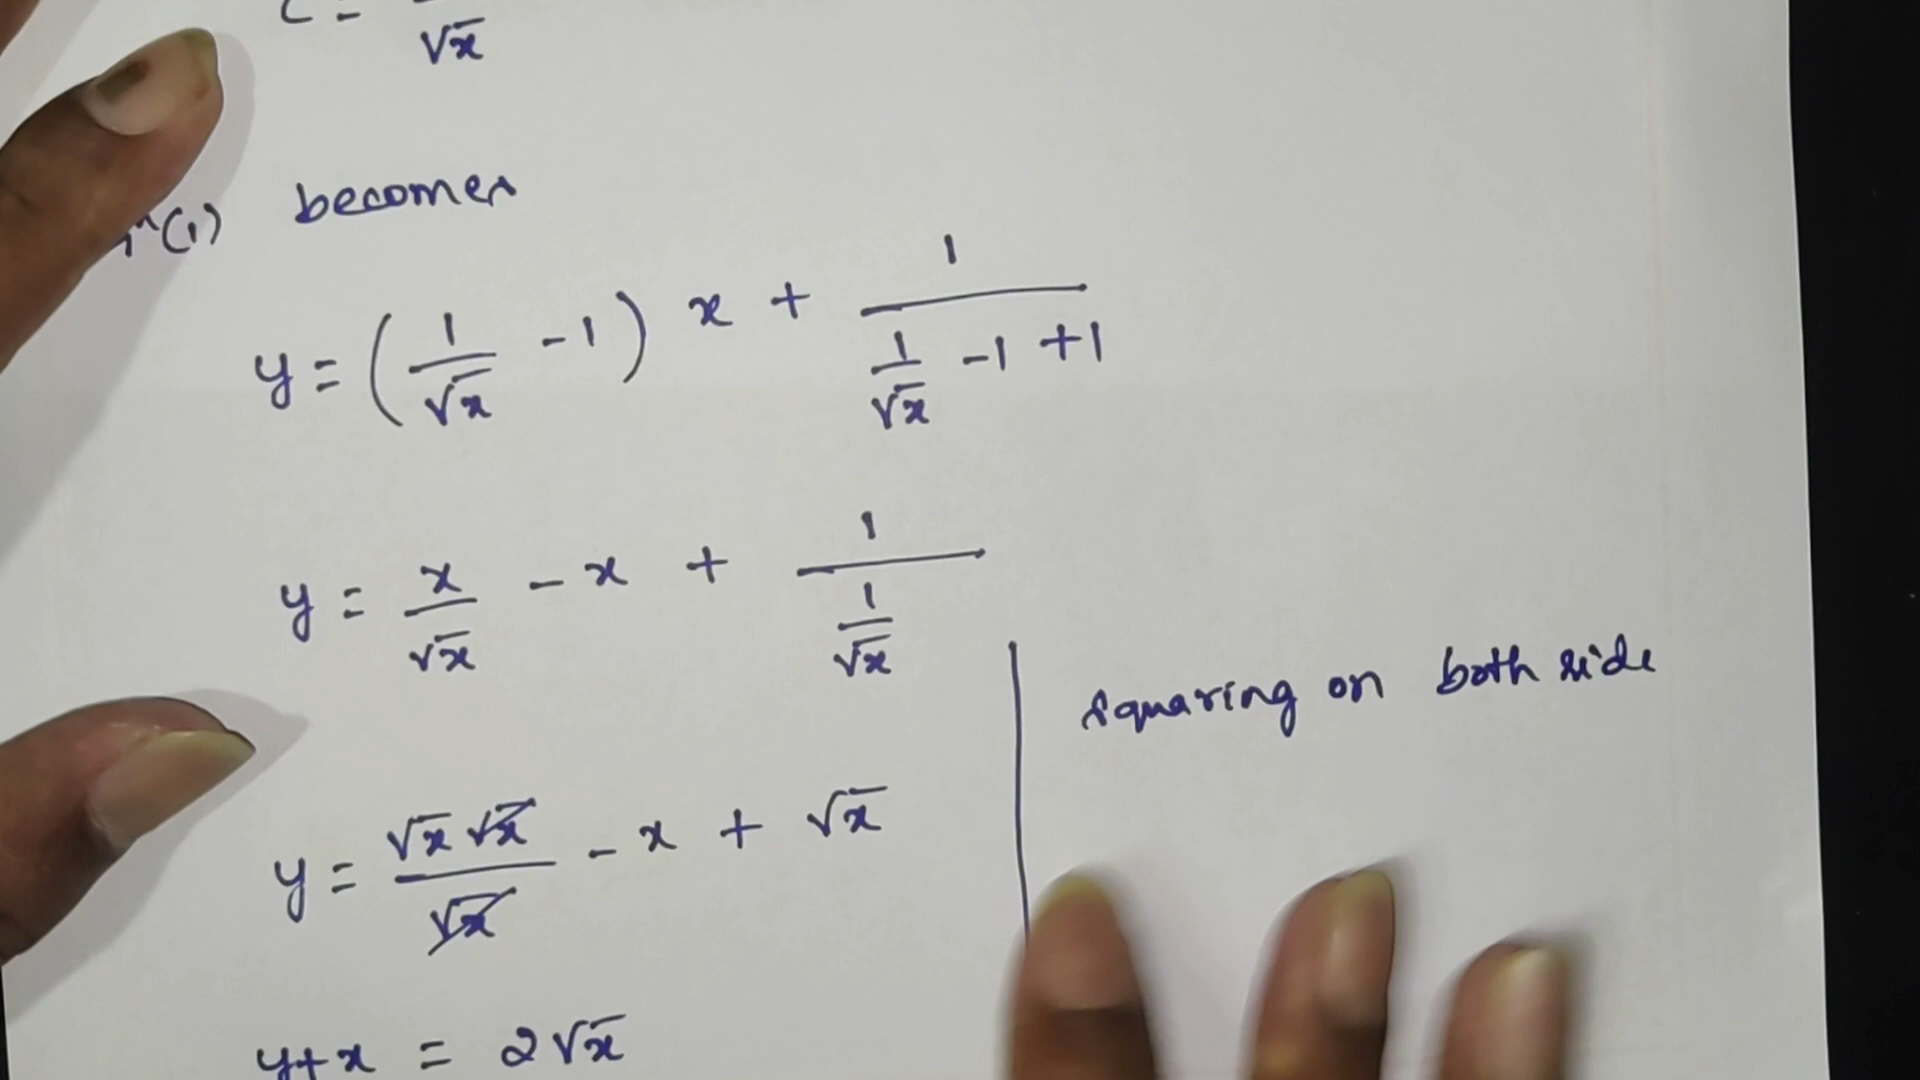 √x
(1) becomes
y = (1/√x - 1) x + 1/(1/√x - 1 + 1)
y = x/√x - x + 1/(1/√x)
y = √x √x/√x - x + √x
y+x = 2√x
squaring on both side